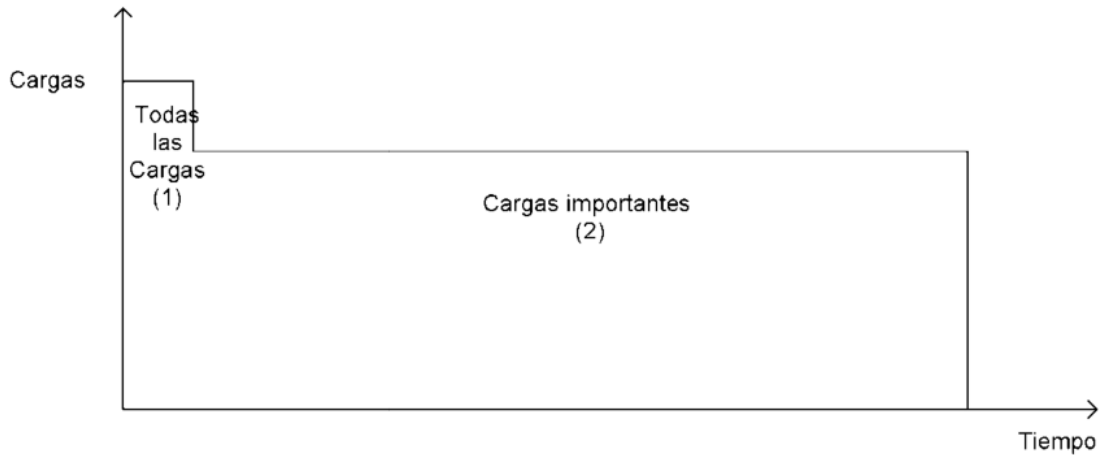 Cargas
Todas
las
Cargas
(1)
Cargas importantes
(2)
Tiempo